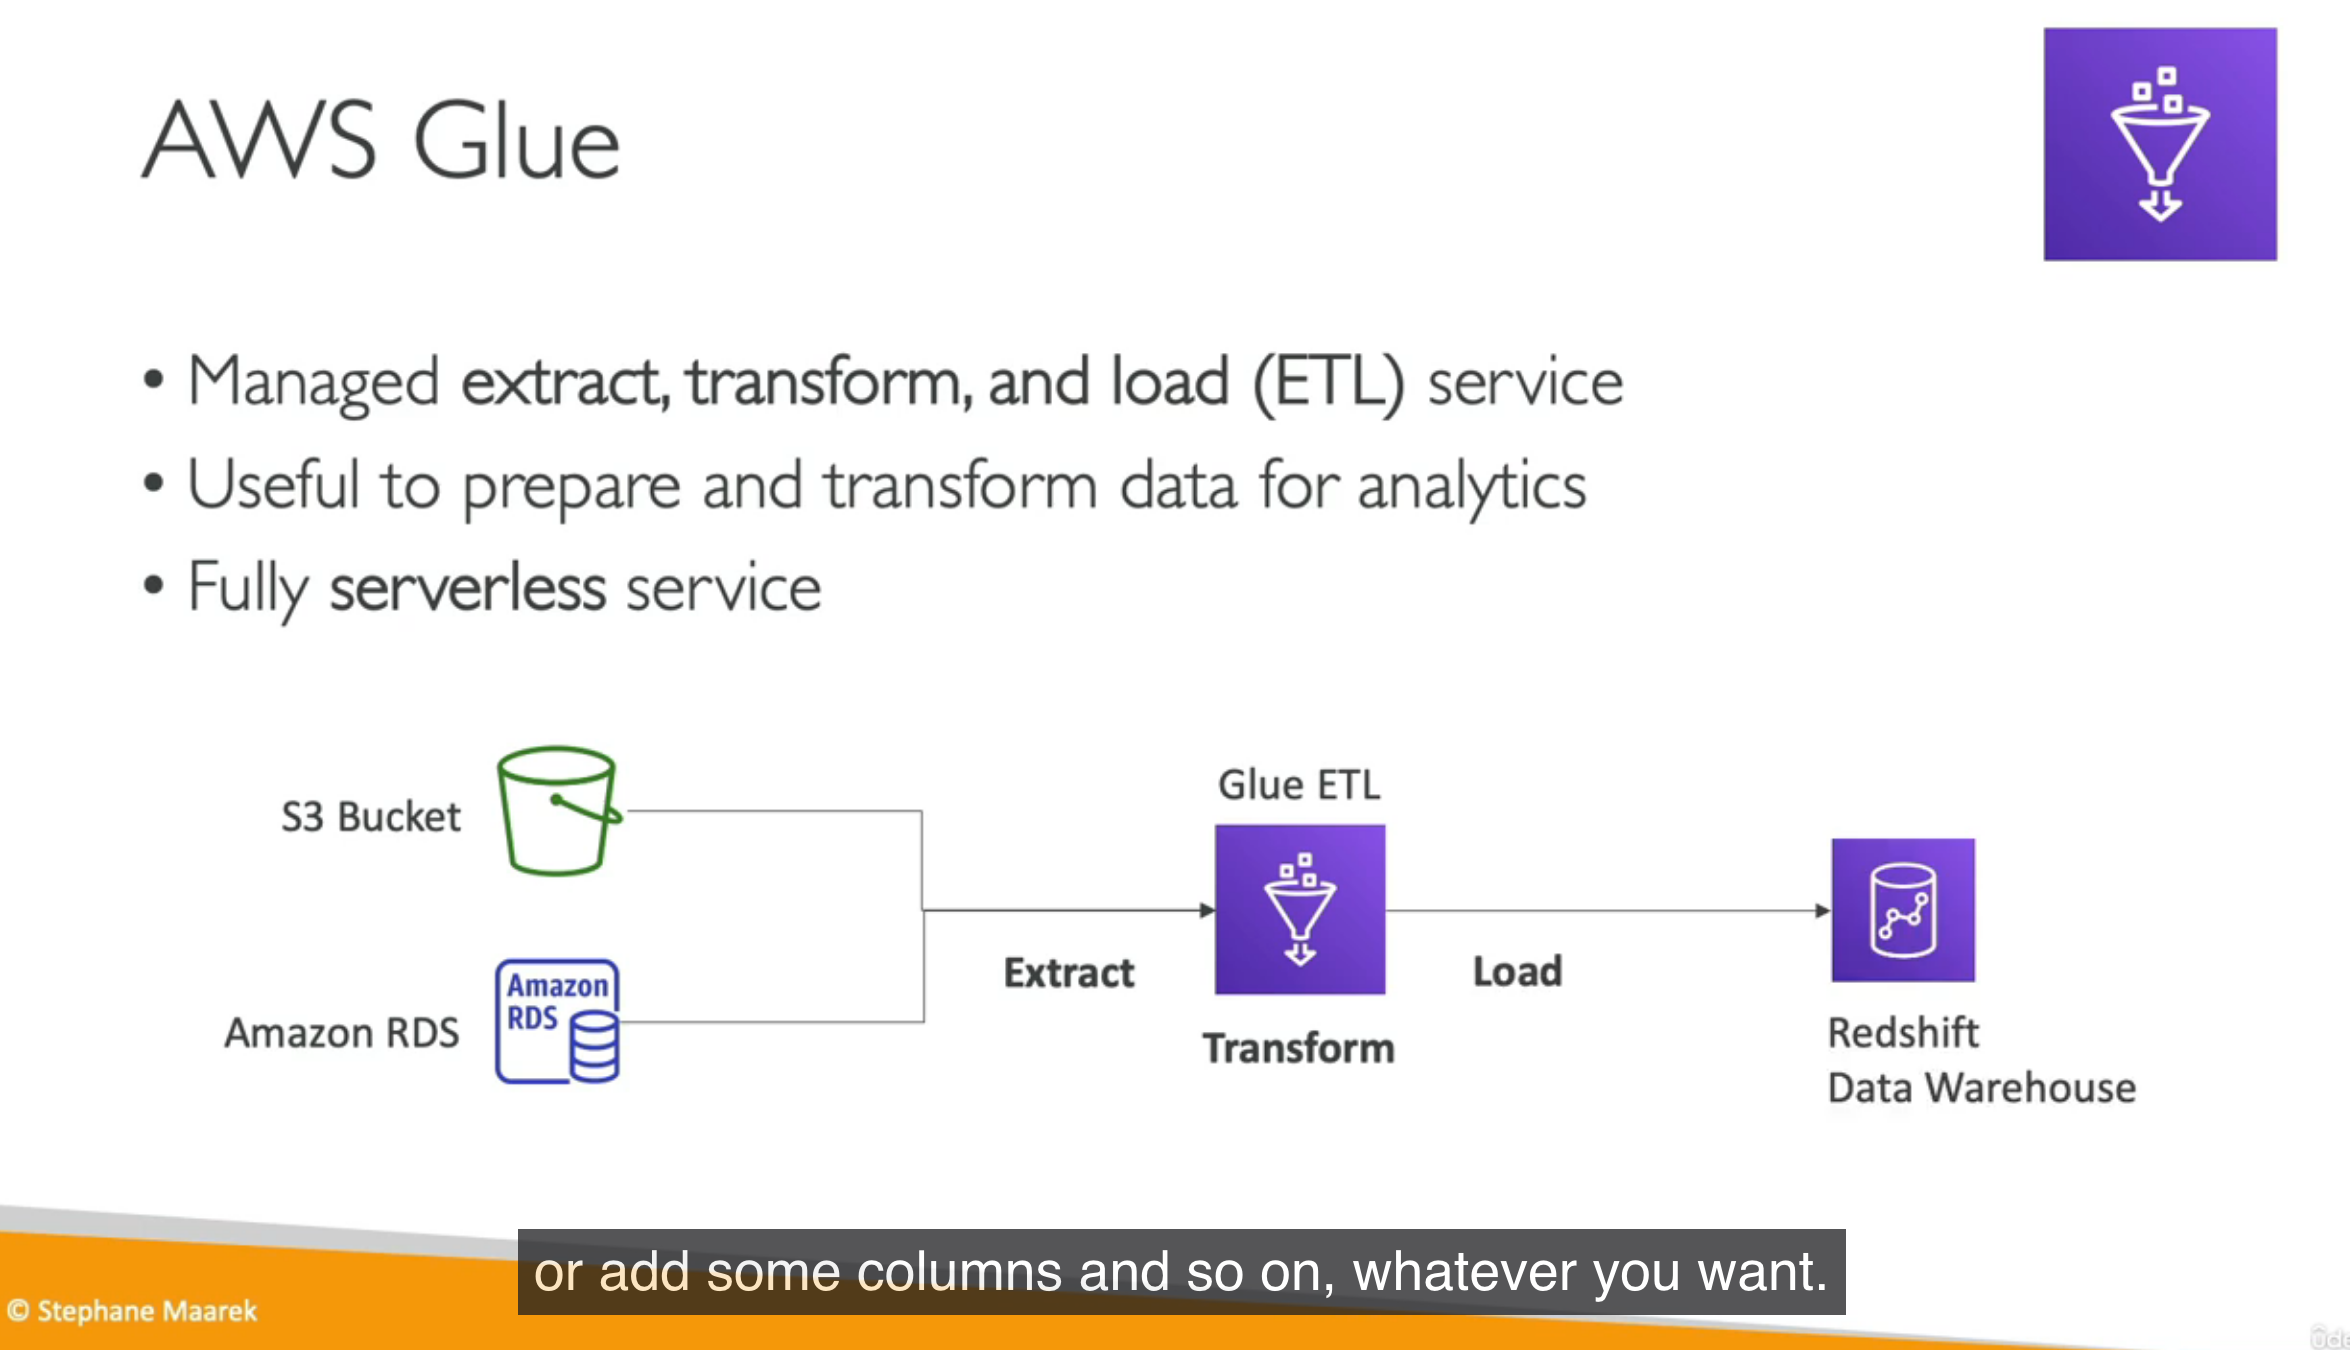 AWS Glue
• Managed extract, transform, and load (ETL) service
• Useful to prepare and transform data for analytics
• Fully serverless service
S3 Bucket
Amazon RDS
Amazon
RDS
Extract
Glue ETL
Transform
Load
Redshift
Data Warehouse
or add some columns and so on, whatever you want.
© Stephane Maarek